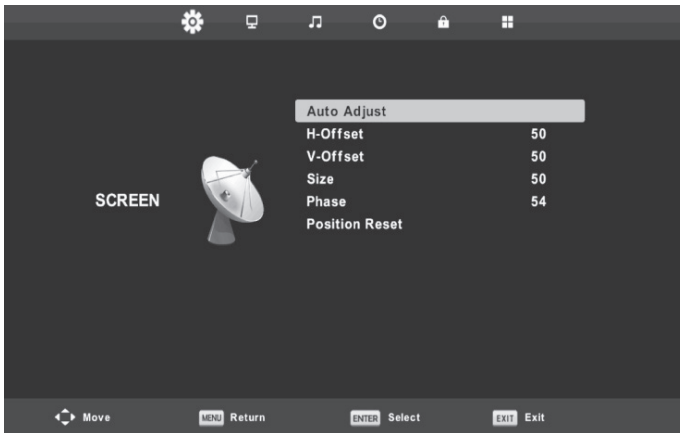 Auto Adjust
H-Offset 50
V-Offset 50
Size 50
SCREEN
Phase 54
Position Reset
Move MENU Return ENTER Select EXIT Exit